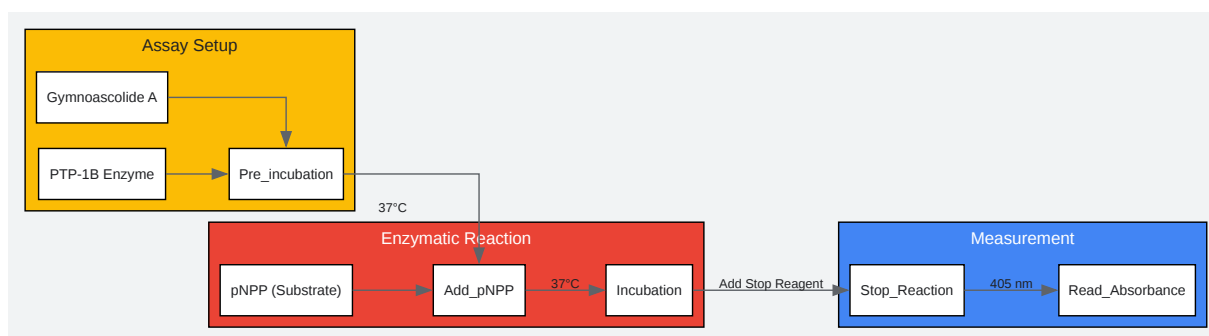 Assay Setup
Gymnoascolide A
PTP-1B Enzyme
Pre_incubation
37°C
Enzymatic Reaction
pNPP (Substrate)
Add_pNPP
37°C
Incubation
Add Stop Reagent
Measurement
Stop_Reaction
405 nm
Read_Absorbance